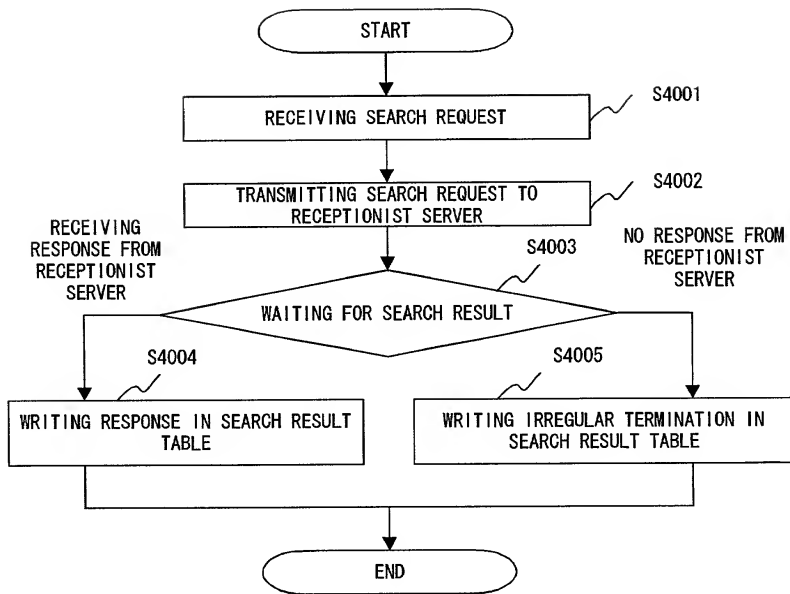 START
RECEIVING SEARCH REQUEST
S4001
TRANSMITTING SEARCH REQUEST TO
RECEPTIONIST SERVER
S4002
RECEIVING
RESPONSE FROM
RECEPTIONIST
SERVER
NO RESPONSE FROM
RECEPTIONIST
SERVER
S4003
WAITING FOR SEARCH RESULT
S4004
WRITING RESPONSE IN SEARCH RESULT
TABLE
S4005
WRITING IRREGULAR TERMINATION IN
SEARCH RESULT TABLE
END